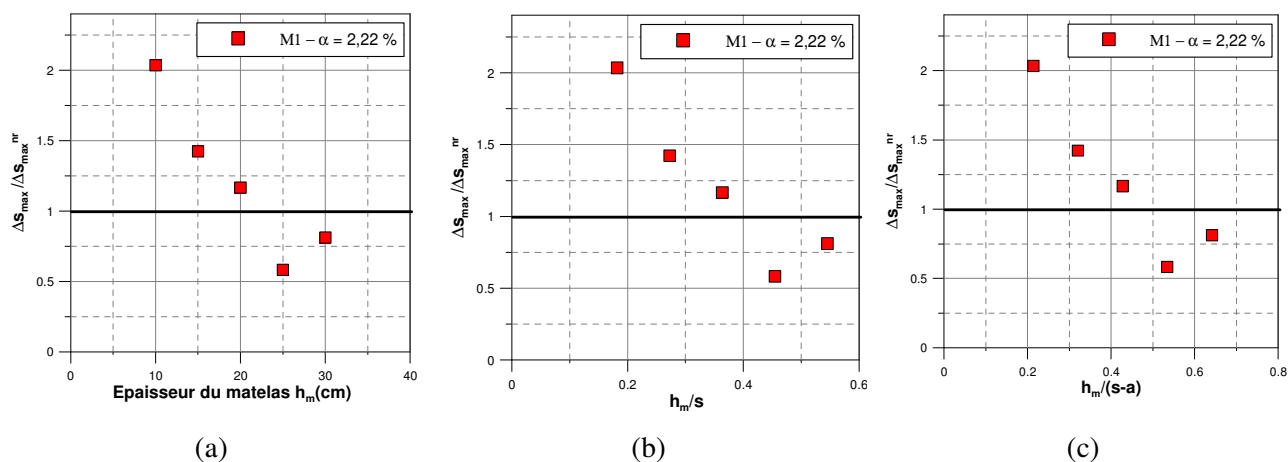 M1 – α = 2,22 %
2
1.5
1
0.5
0
Δs_max /Δs_max^nr
0 10 20 30 40
Epaisseur du matelas h_m(cm)
(a)
M1 – α = 2,22 %
2
1.5
1
0.5
0
Δs_max /Δs_max^nr
0 0.2 0.4 0.6
h_m/s
(b)
M1 – α = 2,22 %
2
1.5
1
0.5
0
Δs_max /Δs_max^nr
0 0.2 0.4 0.6 0.8
h_m/(s-a)
(c)